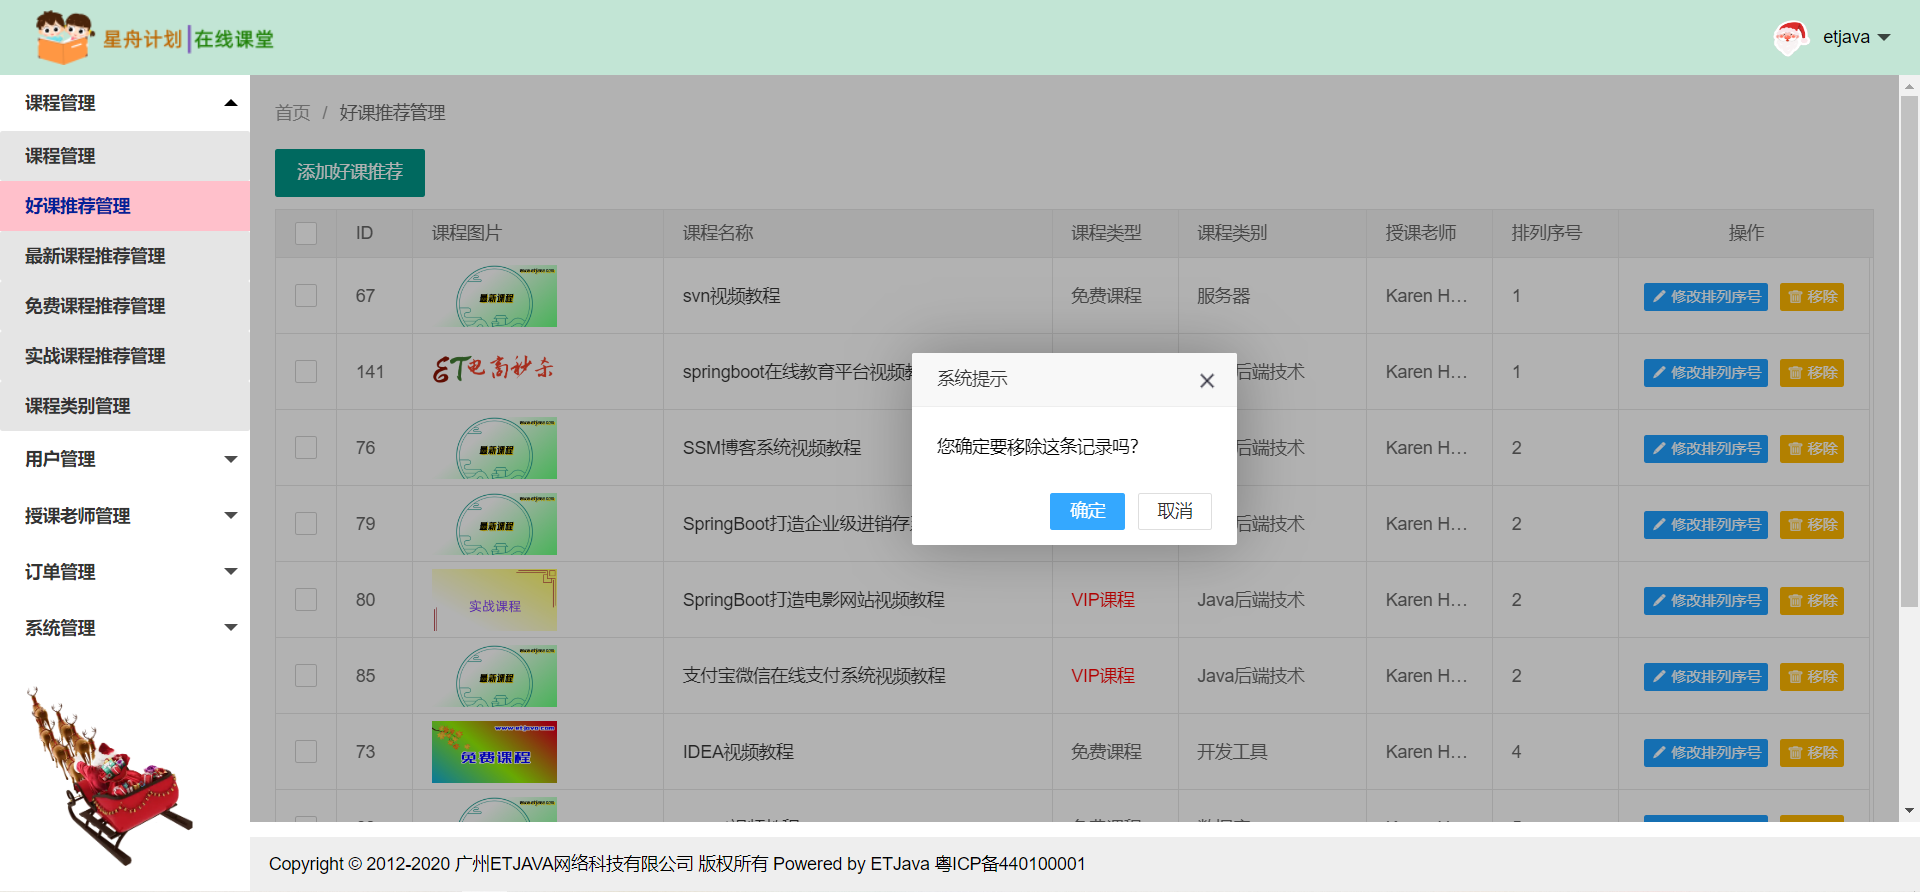 星舟计划|在线课堂
etjava
课程管理
课程管理
好课推荐管理
最新课程推荐管理
免费课程推荐管理
实战课程推荐管理
课程类别管理
用户管理
授课老师管理
订单管理
系统管理
首页 / 好课推荐管理
添加好课推荐
ID 课程图片 课程名称 课程类型 课程类别 授课老师 排列序号 操作
67 最新课程 svn视频教程 免费课程 服务器 Karen H... 1 修改排列序号 移除
141 ET电商秒杀 springboot在线教育平台视频 后端技术 Karen H... 1 修改排列序号 移除
76 最新课程 SSM博客系统视频教程 后端技术 Karen H... 2 修改排列序号 移除
79 最新课程 SpringBoot打造企业级进销存 后端技术 Karen H... 2 修改排列序号 移除
80 实战课程 SpringBoot打造电影网站视频教程 VIP课程 Java后端技术 Karen H... 2 修改排列序号 移除
85 最新课程 支付宝微信在线支付系统视频教程 VIP课程 Java后端技术 Karen H... 2 修改排列序号 移除
www.etjava.com
73 免费课程 IDEA视频教程 免费课程 开发工具 Karen H... 4 修改排列序号 移除
系统提示
您确定要移除这条记录吗?
确定 取消
Copyright © 2012-2020 广州ETJAVA网络科技有限公司 版权所有 Powered by ETJava 粤ICP备440100001